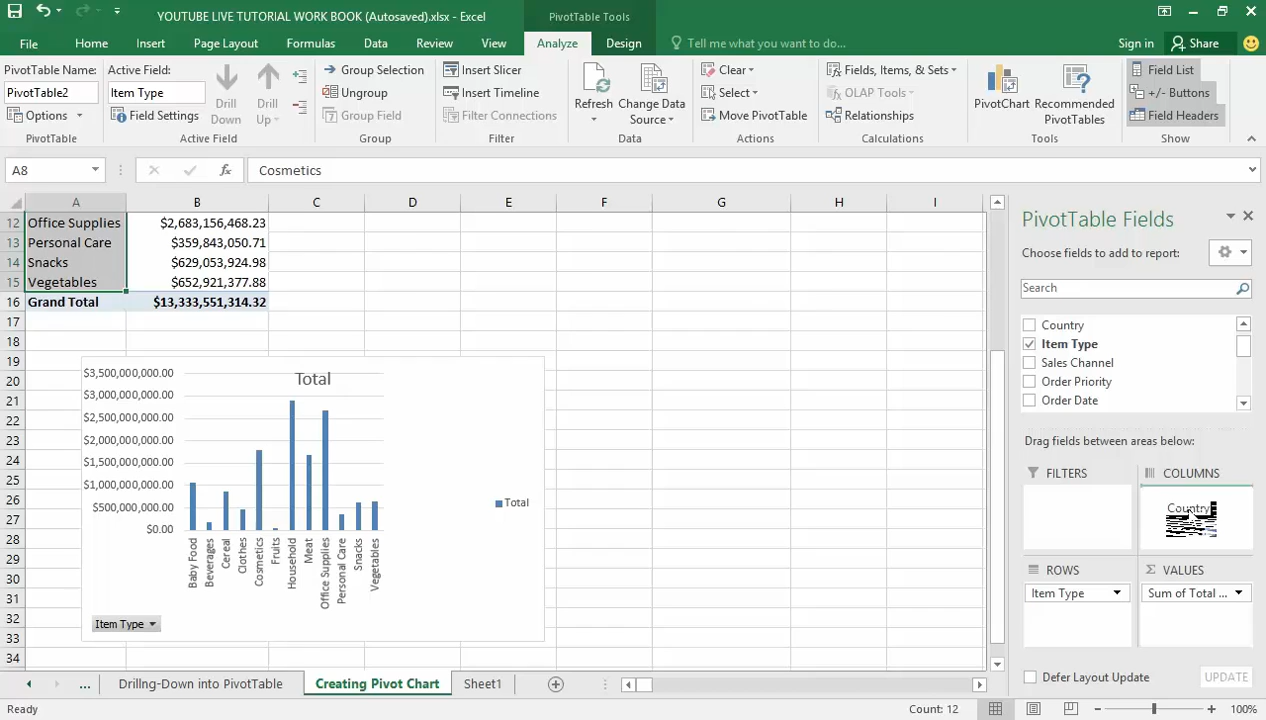 YOUTUBE LIVE TUTORIAL WORK BOOK (Autosaved).xlsx - Excel
PivotTable Tools
File Home Insert Page Layout Formulas Data Review View Analyze Design Tell me what you want to do... Sign in Share
PivotTable Name:
PivotTable2
Options
PivotTable
Active Field:
Item Type
Field Settings
Drill
Down
Drill
Up
Active Field
Group Selection
Ungroup
Group Field
Group
Insert Slicer
Insert Timeline
Filter Connections
Filter
Refresh
Change Data
Source
Data
Clear
Select
Move PivotTable
Actions
Fields, Items, & Sets
OLAP Tools
Relationships
Calculations
PivotChart
Recommended
PivotTables
Tools
Field List
+/- Buttons
Field Headers
Show
A8
fx
Cosmetics
A B C D E F G H I
12 Office Supplies $2,683,156,468.23
13 Personal Care $359,843,050.71
14 Snacks $629,053,924.98
15 Vegetables $652,921,377.88
16 Grand Total $13,333,551,314.32
17
18
19
20
21
22
23
24
25
26
27
28
29
30
31
32
33
34
Total
$3,500,000,000.00
$3,000,000,000.00
$2,500,000,000.00
$2,000,000,000.00
$1,500,000,000.00
$1,000,000,000.00
$500,000,000.00
$0.00
Baby Food
Beverages
Cereal
Clothes
Cosmetics
Fruits
Household
Meat
Office Supplies
Personal Care
Snacks
Vegetables
Total
Item Type
PivotTable Fields
Choose fields to add to report:
Search
Country
Item Type
Sales Channel
Order Priority
Order Date
Drag fields between areas below:
FILTERS
COLUMNS
Country
ROWS
Item Type
Σ VALUES
Sum of Total ...
Defer Layout Update
UPDATE
... Drillng-Down into PivotTable Creating Pivot Chart Sheet1
Ready
Count: 12
100%